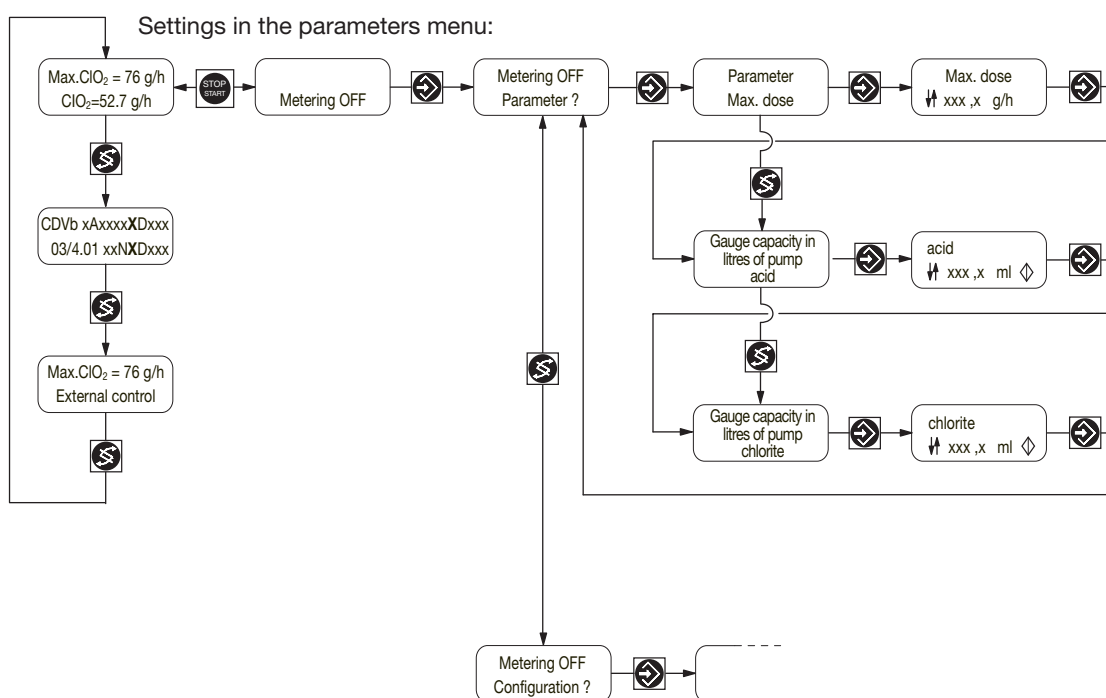 Settings in the parameters menu:
Max.ClO₂ = 76 g/h
ClO₂=52.7 g/h
STOP
START
Metering OFF
Metering OFF
Parameter ?
Parameter
Max. dose
Max. dose
xxx ,x g/h
CDVb xAxxxxXDxxx
03/4.01 xxNXDxxx
Gauge capacity in
litres of pump
acid
acid
xxx ,x ml
Max.ClO₂ = 76 g/h
External control
Gauge capacity in
litres of pump
chlorite
chlorite
xxx ,x ml
Metering OFF
Configuration ?